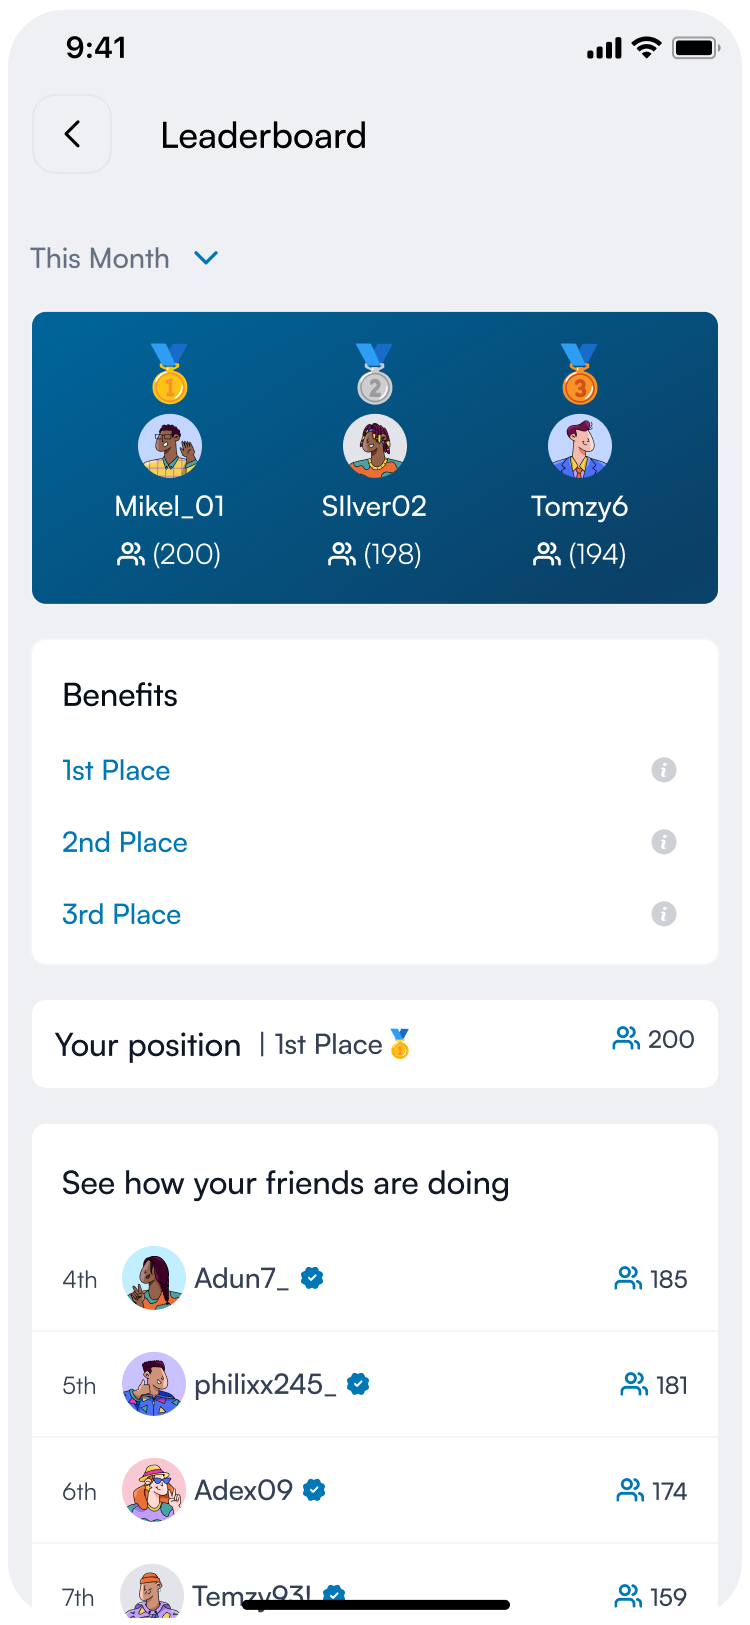 9:41
Leaderboard
This Month
1 2 3
Mikel_01 SIlver02 Tomzy6
(200) (198) (194)
Benefits
1st Place
2nd Place
3rd Place
Your position | 1st Place 200
See how your friends are doing
4th Adun7_ 185
5th philixx245_ 181
6th Adex09 174
7th 159